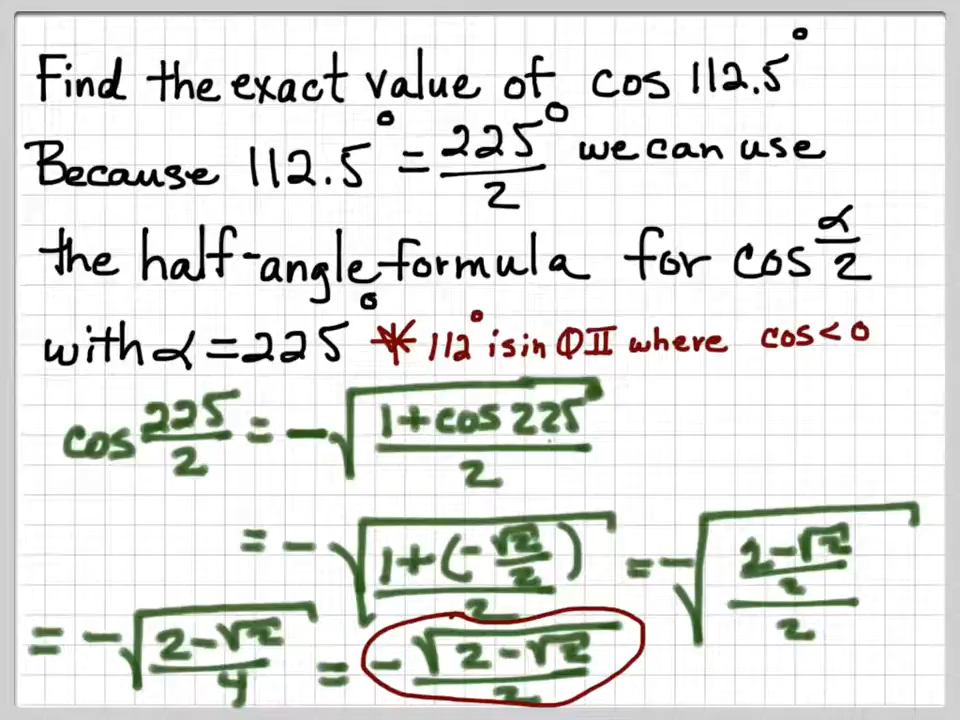 Find the exact value of cos 112.5°
Because 112.5° = 225°/2 we can use
the half-angle formula for cos α/2
with α = 225° * 112° is in QII where cos < 0
cos 225/2 = -√((1 + cos 225°)/2)
= -√((1 + (-√2/2))/2) = -√(((2 - √2)/2)/2)
= -√((2 - √2)/4) = -√(2 - √2)/2